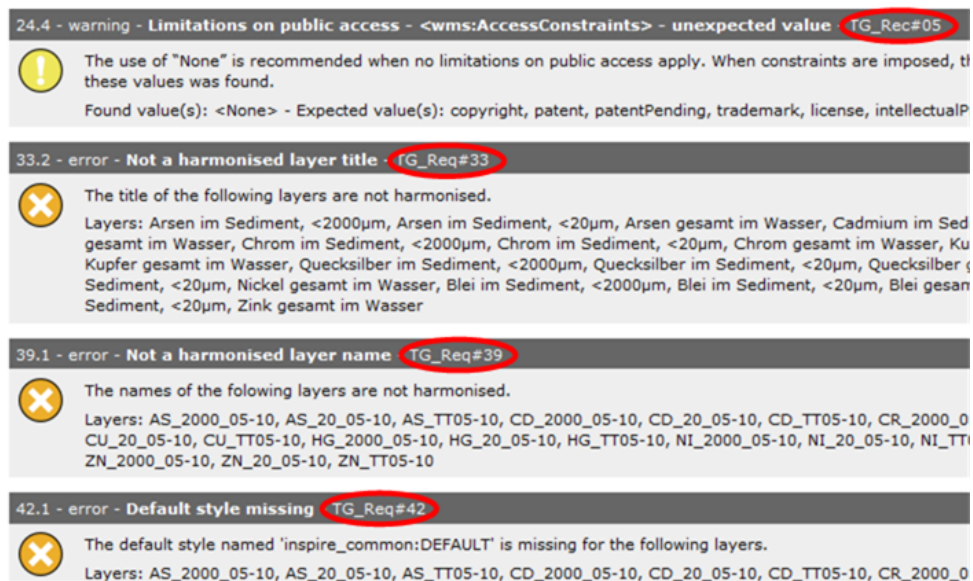 24.4 - warning - Limitations on public access - <wms:AccessConstraints> - unexpected value - TG_Rec#05
The use of “None” is recommended when no limitations on public access apply. When constraints are imposed,
these values was found.
Found value(s): <None> - Expected value(s): copyright, patent, patentPending, trademark, license,
33.2 - error - Not a harmonised layer title - TG_Req#33
The title of the following layers are not harmonised.
Layers: Arsen im Sediment, <2000µm, Arsen im Sediment, <20µm, Arsen gesamt im Wasser, Cadmium im
gesamt im Wasser, Chrom im Sediment, <2000µm, Chrom im Sediment, <20µm, Chrom gesamt im Wasser,
Kupfer gesamt im Wasser, Quecksilber im Sediment, <2000µm, Quecksilber im Sediment, <20µm, Quecksilber
Sediment, <20µm, Nickel gesamt im Wasser, Blei im Sediment, <2000µm, Blei im Sediment, <20µm, Blei
Sediment, <20µm, Zink gesamt im Wasser
39.1 - error - Not a harmonised layer name - TG_Req#39
The names of the folowing layers are not harmonised.
Layers: AS_2000_05-10, AS_20_05-10, AS_TT05-10, CD_2000_05-10, CD_20_05-10, CD_TT05-10,
CU_20_05-10, CU_TT05-10, HG_2000_05-10, HG_20_05-10, HG_TT05-10, NI_2000_05-10, NI_20_05-10,
ZN_2000_05-10, ZN_20_05-10, ZN_TT05-10
42.1 - error - Default style missing - TG_Req#42
The default style named 'inspire_common:DEFAULT' is missing for the following layers.
Layers: AS_2000_05-10, AS_20_05-10, AS_TT05-10, CD_2000_05-10, CD_20_05-10, CD_TT05-10,